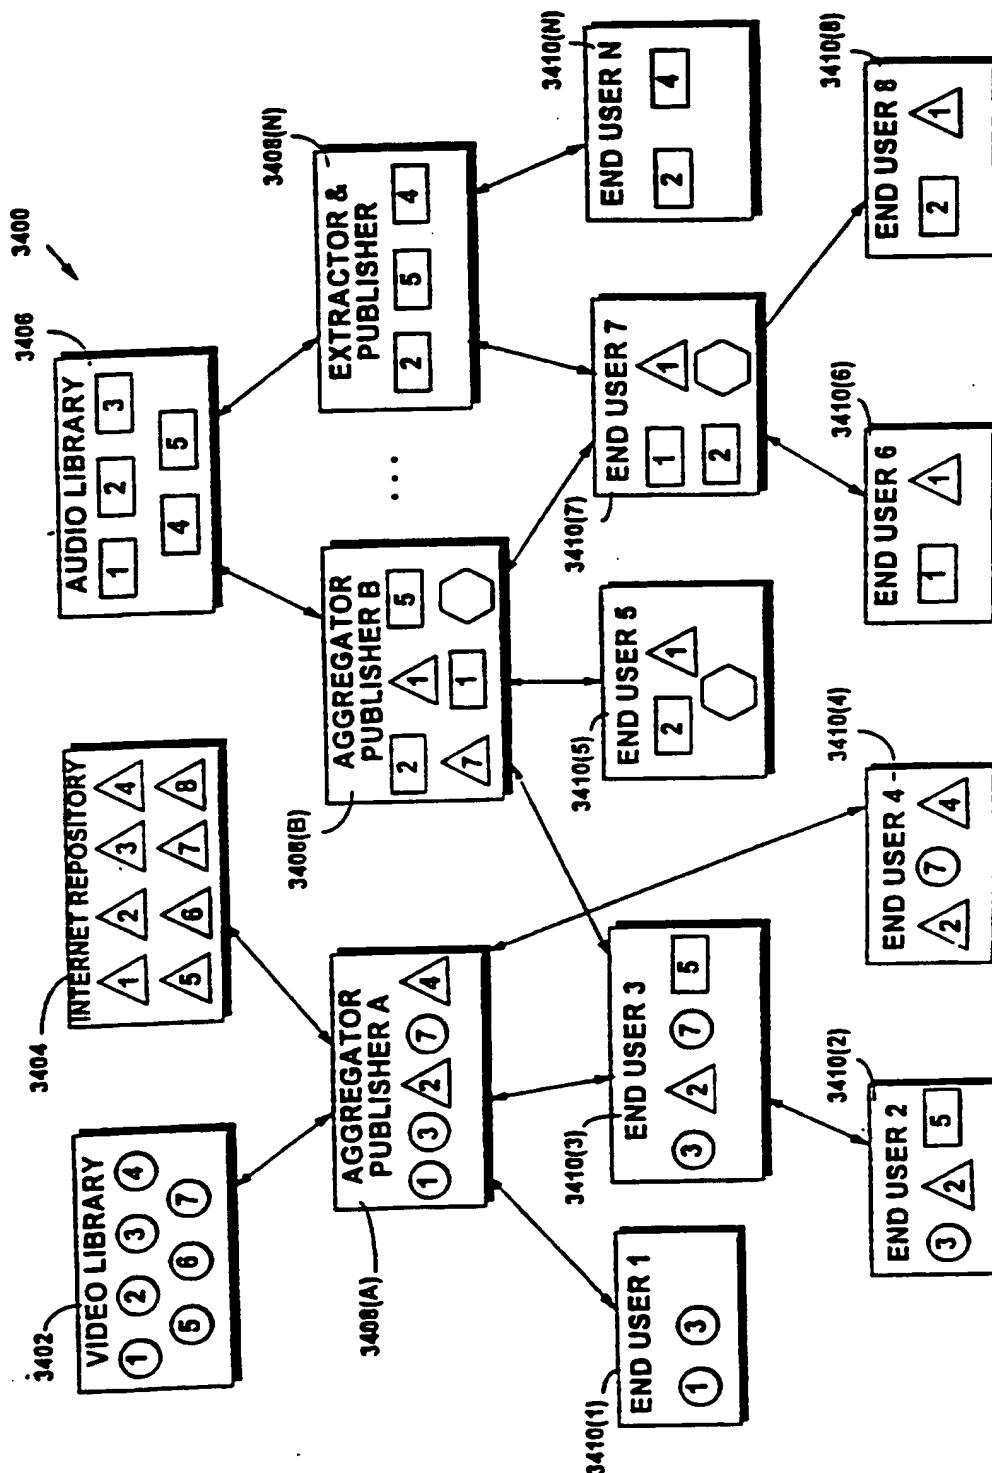 3400
3402
VIDEO LIBRARY
1 2 3 4
5 6 7
3404
INTERNET REPOSITORY
1 2 3 4
5 6 7 8
3406
AUDIO LIBRARY
1 2 3
4 5
3408(A)
AGGREGATOR
PUBLISHER A
1 3 2 7 4
3408(B)
AGGREGATOR
PUBLISHER B
2 1 5
7 1
...
3408(N)
EXTRACTOR &
PUBLISHER
2 5 4
3410(1)
END USER 1
1 3
3410(3)
END USER 3
3 2 7 5
3410(5)
END USER 5
2 1
3410(7)
END USER 7
1 1
2
3410(N)
END USER N
2 4
3410(2)
END USER 2
3 2 5
3410(4)
END USER 4
2 7 4
3410(6)
END USER 6
1 1
3410(8)
END USER 8
2 1